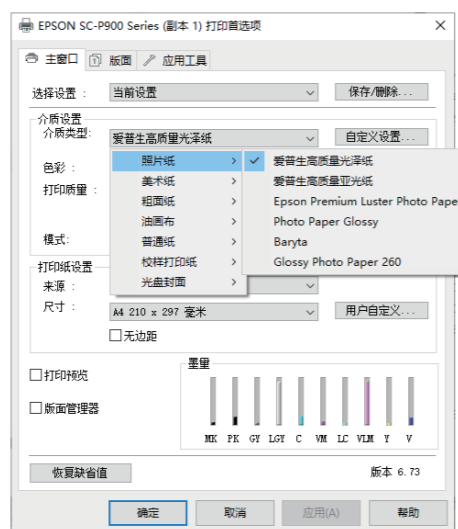 EPSON SC-P900 Series (副本 1) 打印首选项
主窗口 版面 应用工具
选择设置 : 当前设置 保存/删除...
介质设置
介质类型: 爱普生高质量光泽纸 自定义设置...
照片纸 爱普生高质量光泽纸
色彩 : 美术纸 爱普生高质量亚光纸
打印质量 : 粗面纸 Epson Premium Luster Photo Pape
油画布 Photo Paper Glossy
模式: 普通纸 Baryta
打印纸设置 校样打印纸 Glossy Photo Paper 260
来源 : 光盘封面
尺寸 : A4 210 x 297 毫米 用户自定义...
无边距
墨量
打印预览
版面管理器
MK PK GY LGY C VM LC VLM Y V
恢复缺省值 版本 6.73
确定 取消 应用(A) 帮助